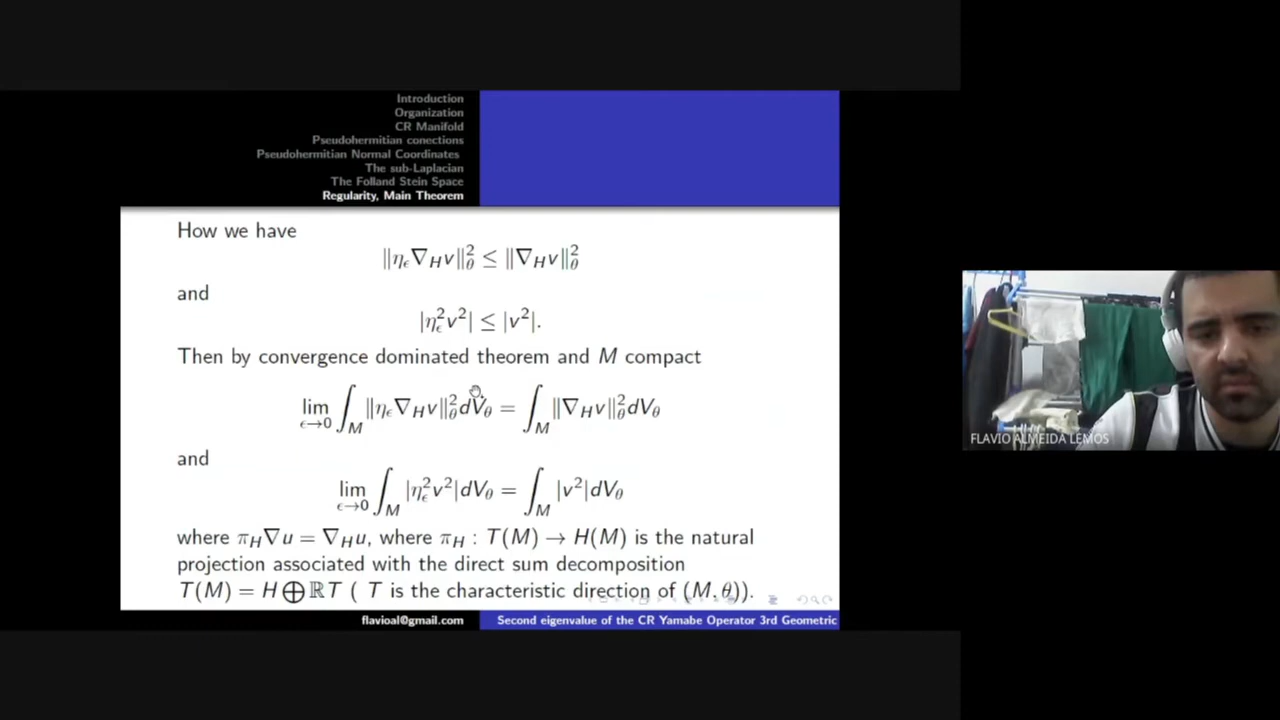 Introduction
Organization
CR Manifold
Pseudohermitian conections
Pseudohermitian Normal Coordinates
The sub-Laplacian
The Folland Stein Space
Regularity, Main Theorem
How we have
‖η_ϵ∇_H v‖²_θ ≤ ‖∇_H v‖²_θ
and
|η²_ϵ v²| ≤ |v²|.
Then by convergence dominated theorem and M compact
lim_{ϵ→0} ∫_M ‖η_ϵ∇_H v‖²_θ dV_θ = ∫_M ‖∇_H v‖²_θ dV_θ
and
lim_{ϵ→0} ∫_M |η²_ϵ v²| dV_θ = ∫_M |v²| dV_θ
where π_H∇u = ∇_H u, where π_H : T(M) → H(M) is the natural
projection associated with the direct sum decomposition
T(M) = H ⊕ ℝT ( T is the characteristic direction of (M, θ)).
flavioal@gmail.com
Second eigenvalue of the CR Yamabe Operator 3rd Geometric
FLAVIO ALMEIDA LEMOS